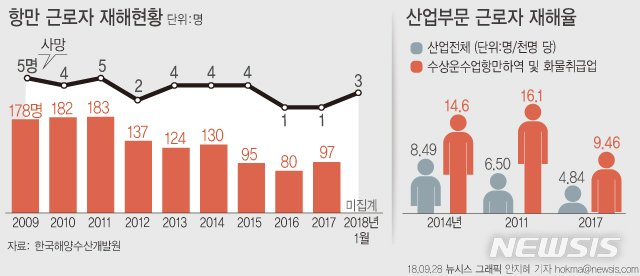 항만 근로자 재해현황 단위:명
사망
5명 4 5 2 4 4 4 1 1 3
178명 182 183 137 124 130 95 80 97 미집계
2009 2010 2011 2012 2013 2014 2015 2016 2017 2018년 1월
자료: 한국해양수산개발원
산업부문 근로자 재해율
산업전체 (단위:명/천명 당)
수상운수업항만하역 및 화물취급업
8.49 14.6 6.50 16.1 4.84 9.46
2014년 2011 2017
NEWSIS
18.09.28 뉴시스 그래픽 안지혜 기자 hokma@newsis.com